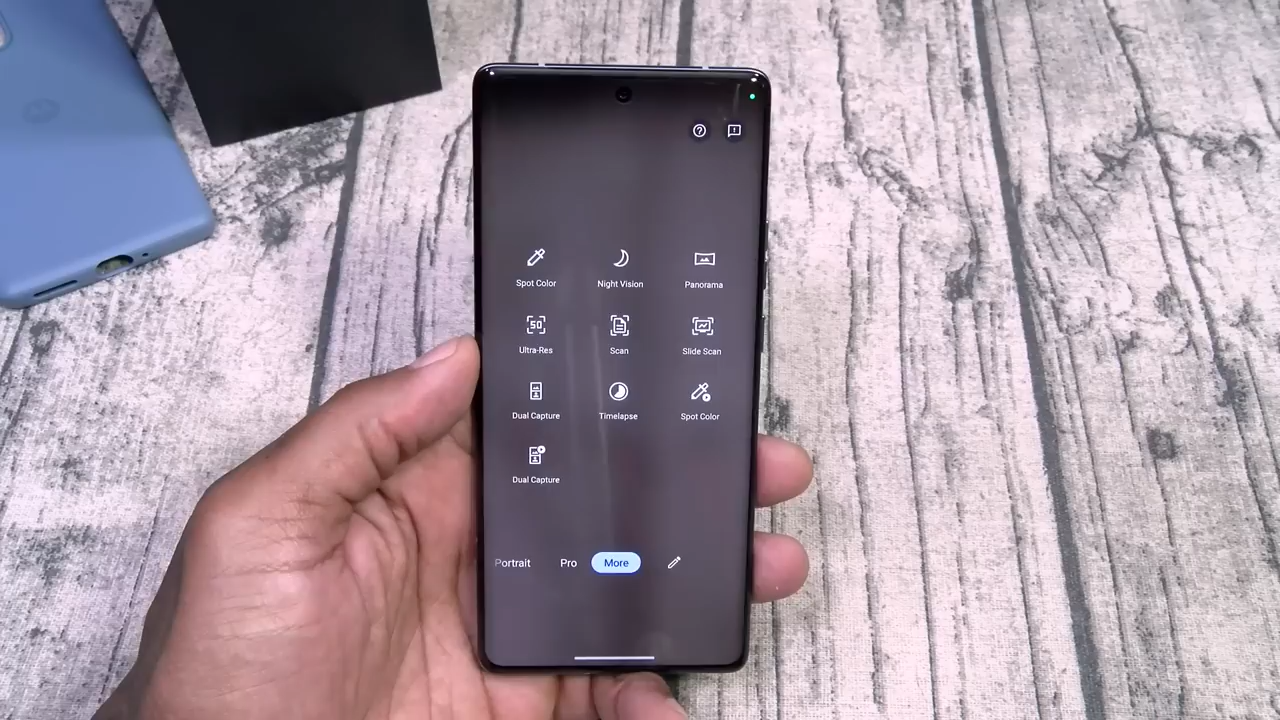 Spot Color
Night Vision
Panorama
50
Ultra-Res
Scan
Slide Scan
Dual Capture
Timelapse
Spot Color
Dual Capture
Portrait
Pro
More